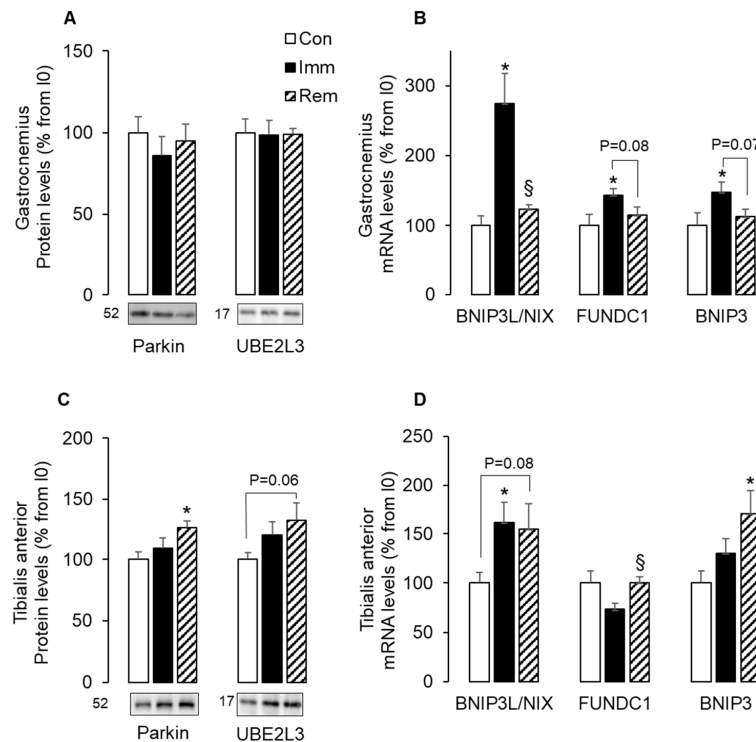 A
Gastrocnemius
Protein levels (% from I0)
150
100
50
0
Con
Imm
Rem
52
17
Parkin
UBE2L3
B
Gastrocnemius
mRNA levels (% from I0)
300
200
100
0
*
§
P=0.08
*
P=0.07
*
BNIP3L/NIX
FUNDC1
BNIP3
C
Tibialis anterior
Protein levels (% from I0)
200
150
100
50
0
*
P=0.06
52
17
Parkin
UBE2L3
D
Tibialis anterior
mRNA levels (% from I0)
250
200
150
100
50
0
P=0.08
*
§
*
BNIP3L/NIX
FUNDC1
BNIP3